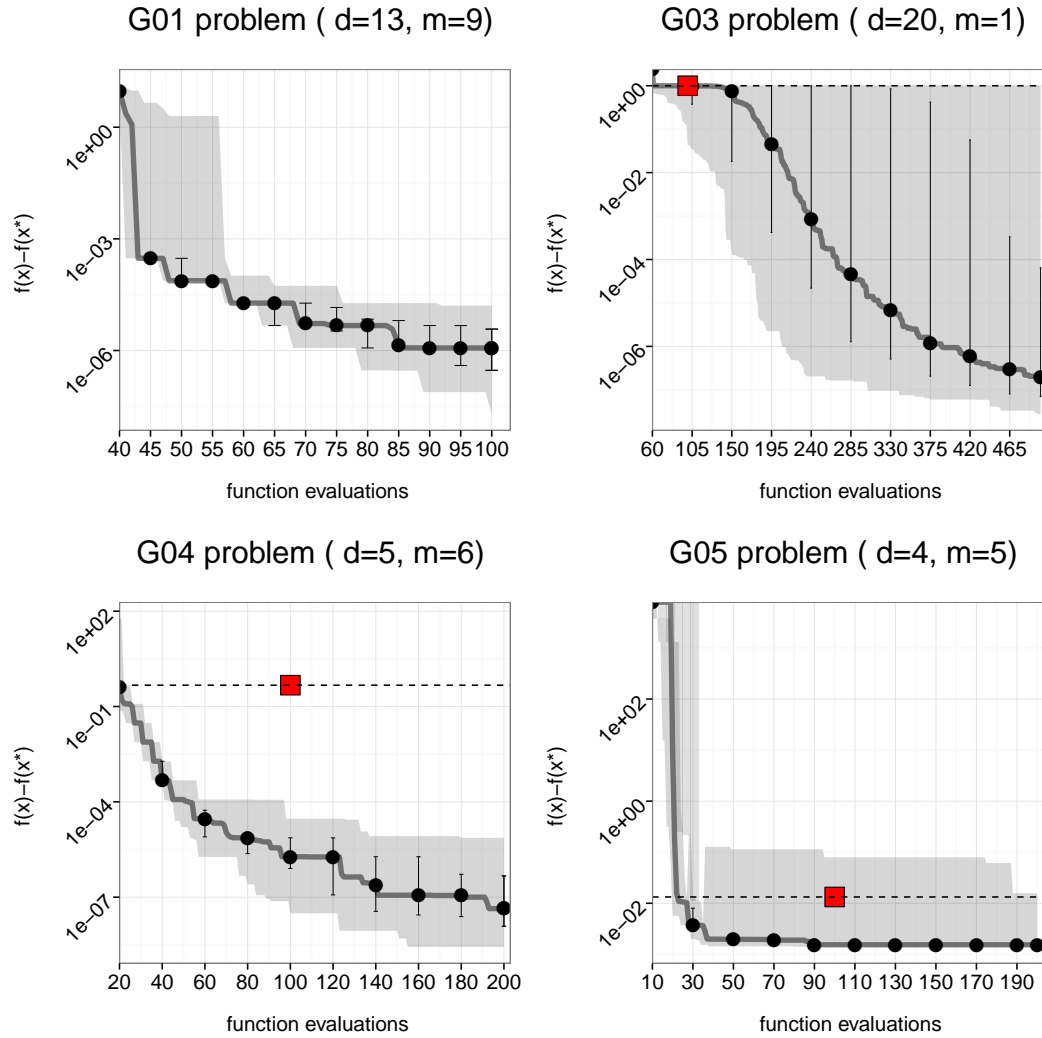 G01 problem ( d=13, m=9)
f(x)−f(x*)
1e+00
1e−03
1e−06
40 45 50 55 60 65 70 75 80 85 90 95 100
function evaluations
G03 problem ( d=20, m=1)
f(x)−f(x*)
1e+00
1e−02
1e−04
1e−06
60 105 150 195 240 285 330 375 420 465
function evaluations
G04 problem ( d=5, m=6)
f(x)−f(x*)
1e+02
1e−01
1e−04
1e−07
20 40 60 80 100 120 140 160 180 200
function evaluations
G05 problem ( d=4, m=5)
f(x)−f(x*)
1e+02
1e+00
1e−02
10 30 50 70 90 110 130 150 170 190
function evaluations